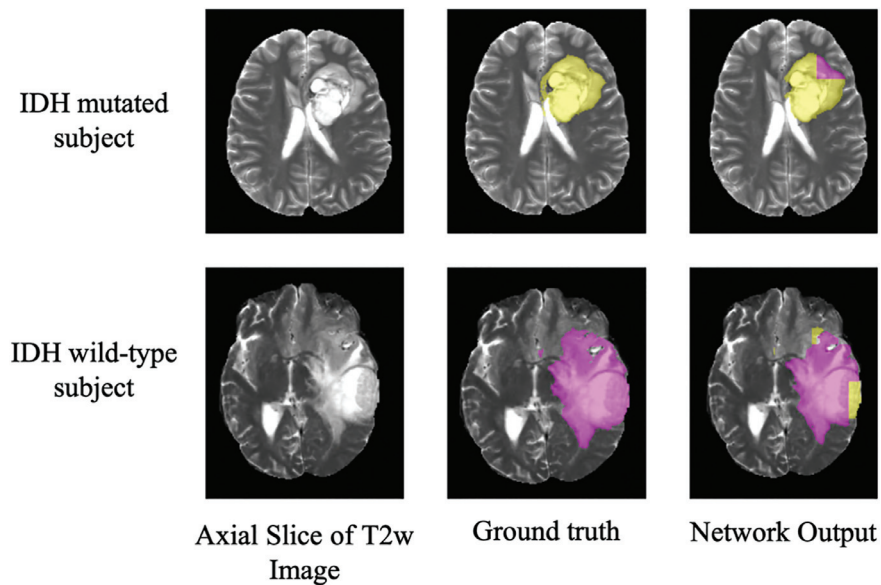 IDH mutated
subject
IDH wild-type
subject
Axial Slice of T2w
Image
Ground truth
Network Output